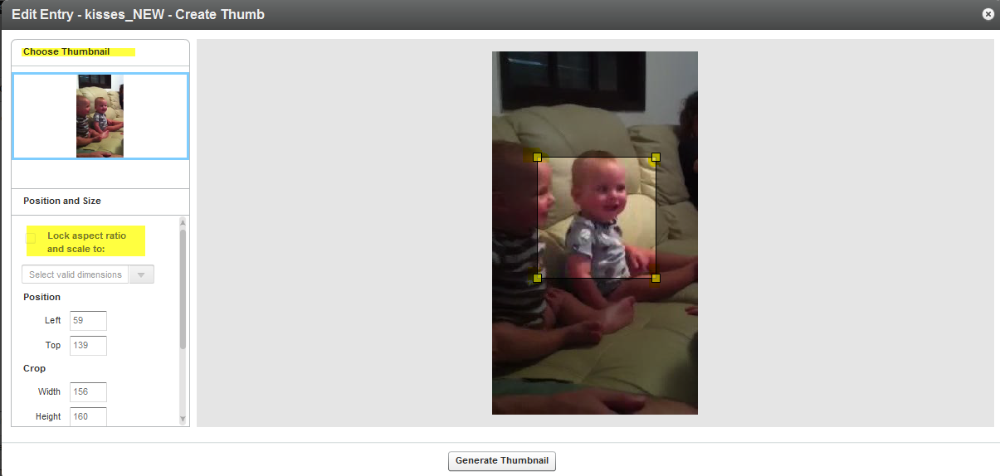 Edit Entry - kisses_NEW - Create Thumb
Choose Thumbnail
Position and Size
Lock aspect ratio
and scale to:
Select valid dimensions
Position
Left 59
Top 139
Crop
Width 156
Height 160
Generate Thumbnail